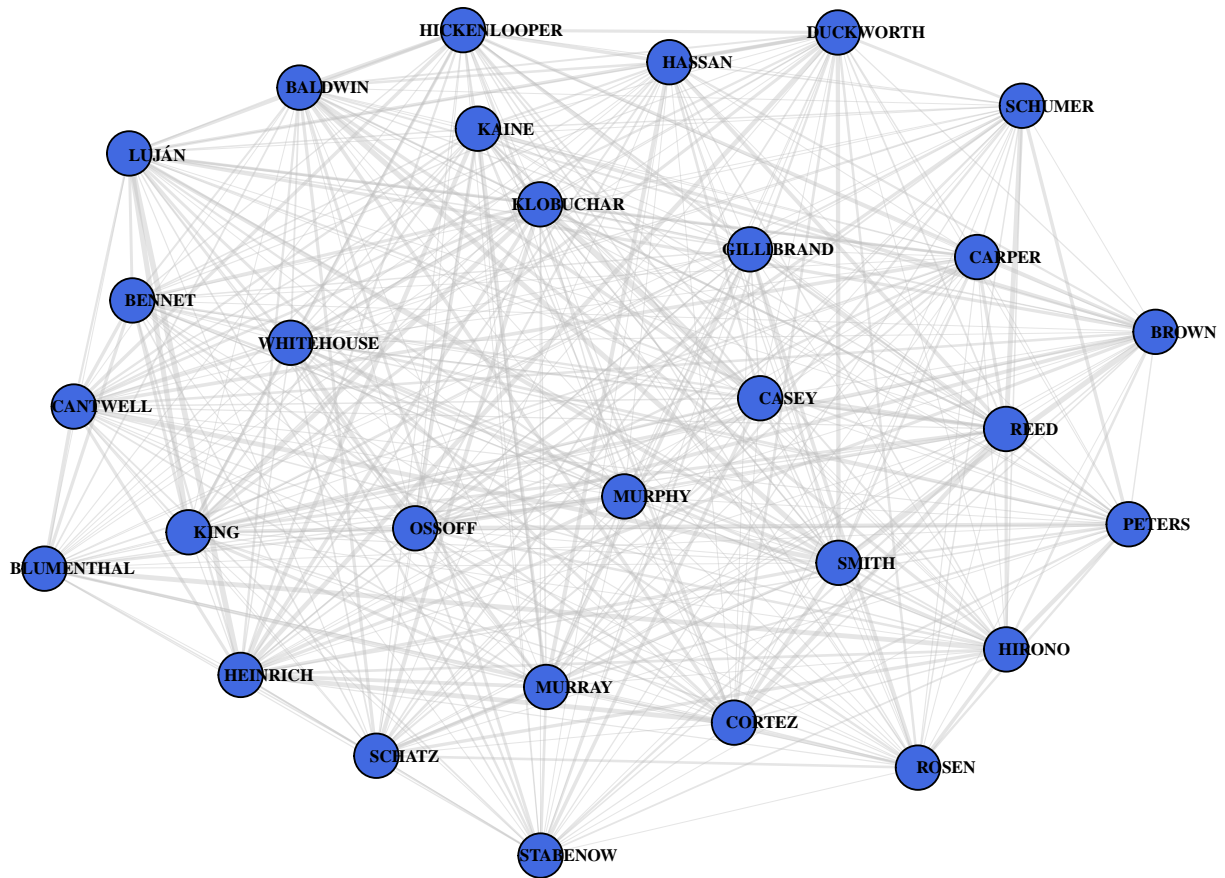 HICKENLOOPER
DUCKWORTH
HASSAN
BALDWIN
SCHUMER
KAINE
LUJÁN
KLOBUCHAR
GILLIBRAND
CARPER
BENNET
BROWN
WHITEHOUSE
CASEY
CANTWELL
REED
MURPHY
PETERS
OSSOFF
KING
SMITH
BLUMENTHAL
HIRONO
HEINRICH
MURRAY
CORTEZ
SCHATZ
ROSEN
STABENOW